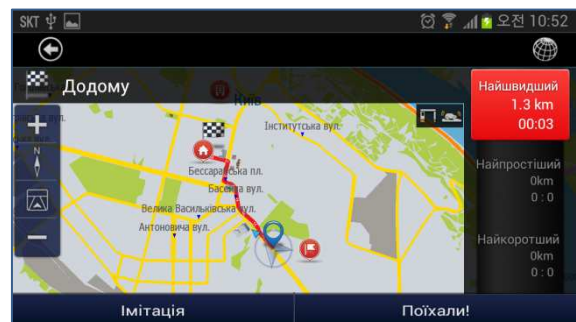 SKT
오전 10:52
Додому
Найшвидший
1.3 km
00:03
Київ
N
Інститутська вул.
Бессарабська пл.
Басейна вул.
Велика Васильківська вул.
Антоновича вул.
Найпростіший
0km
0 : 0
Найкоротший
0km
0 : 0
Імітація
Поїхали!